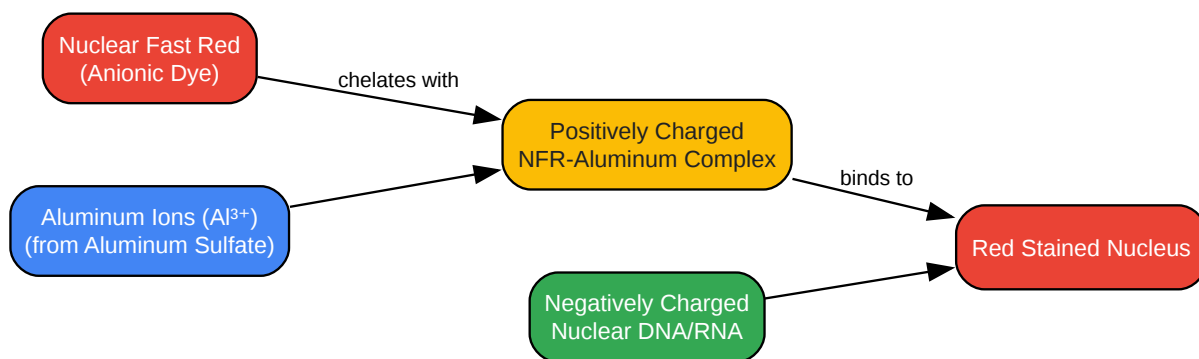 Nuclear Fast Red
(Anionic Dye)
chelates with
Positively Charged
NFR-Aluminum Complex
Aluminum Ions (Al³⁺)
(from Aluminum Sulfate)
binds to
Red Stained Nucleus
Negatively Charged
Nuclear DNA/RNA